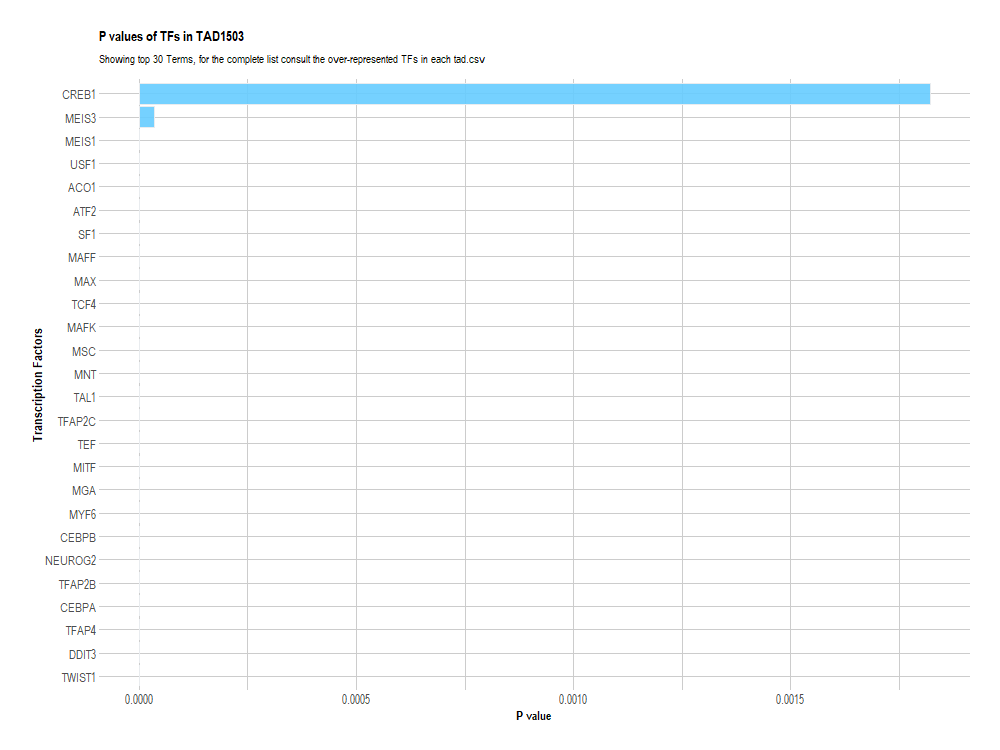 P values of TFs in TAD1503
Showing top 30 Terms, for the complete list consult the over-represented TFs in each tad.csv
Transcription Factors
CREB1
MEIS3
MEIS1
USF1
ACO1
ATF2
SF1
MAFF
MAX
TCF4
MAFK
MSC
MNT
TAL1
TFAP2C
TEF
MITF
MGA
MYF6
CEBPB
NEUROG2
TFAP2B
CEBPA
TFAP4
DDIT3
TWIST1
0.0000 0.0005 0.0010 0.0015
P value